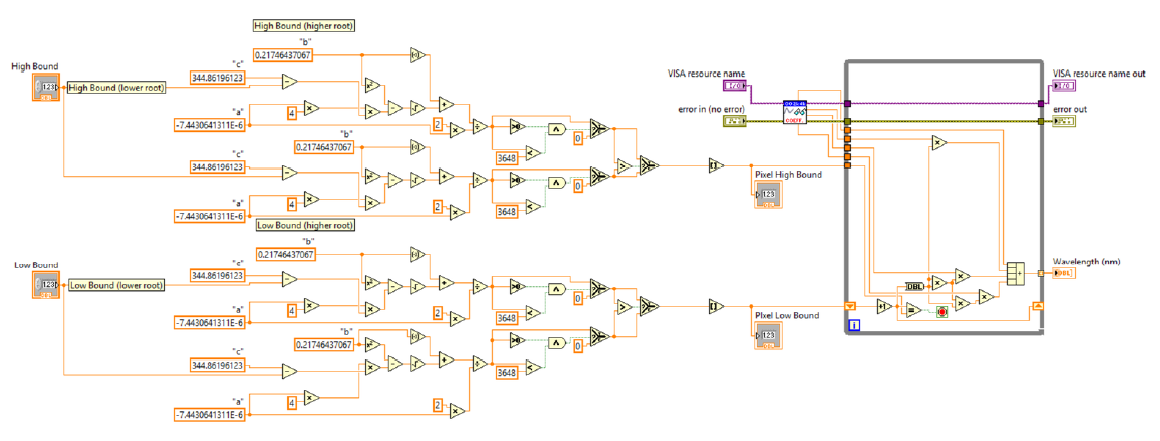 High Bound (higher root)
"b"
0.21746437067
High Bound
123
DBL
High Bound (lower root)
"c"
344.86196123
"a"
4
-7.4430641311E-6
2
3648
0
"b"
0.21746437067
"c"
344.86196123
"a"
4
-7.4430641311E-6
2
3648
0
Pixel High Bound
123
Low Bound (higher root)
"b"
0.21746437067
Low Bound
123
DBL
Low Bound (lower root)
"c"
344.86196123
"a"
4
-7.4430641311E-6
2
3648
0
"b"
0.21746437067
"c"
344.86196123
"a"
4
-7.4430641311E-6
2
3648
0
Pixel Low Bound
123
VISA resource name
I/O
error in (no error)
COEFF.
VISA resource name out
I/O
error out
Wavelength (nm)
DBL
DBL
i